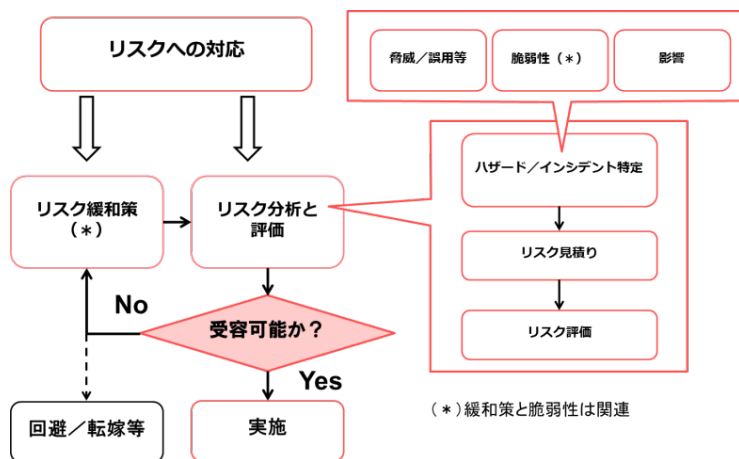 リスクへの対応
脅威／誤用等
脆弱性（＊）
影響
ハザード／インシデント特定
リスク緩和策
（＊）
リスク分析と
評価
リスク見積り
No
受容可能か？
リスク評価
Yes
回避／転嫁等
実施
（＊）緩和策と脆弱性は関連